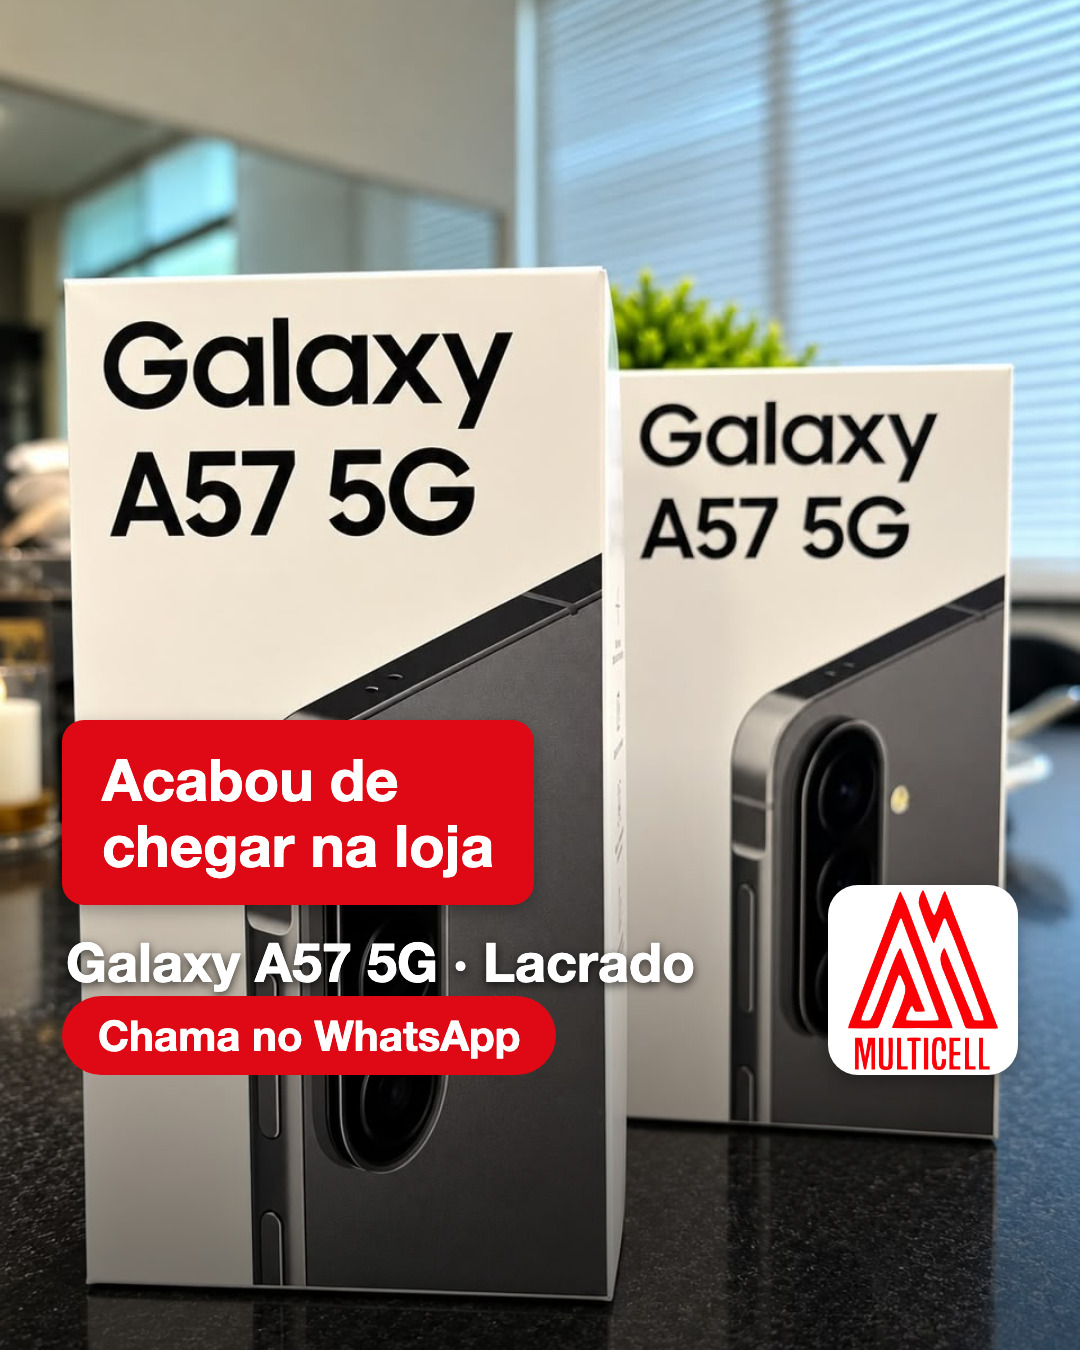 Galaxy
A57 5G
Galaxy
A57 5G
Acabou de
chegar na loja
Galaxy A57 5G · Lacrado
Chama no WhatsApp
MULTICELL